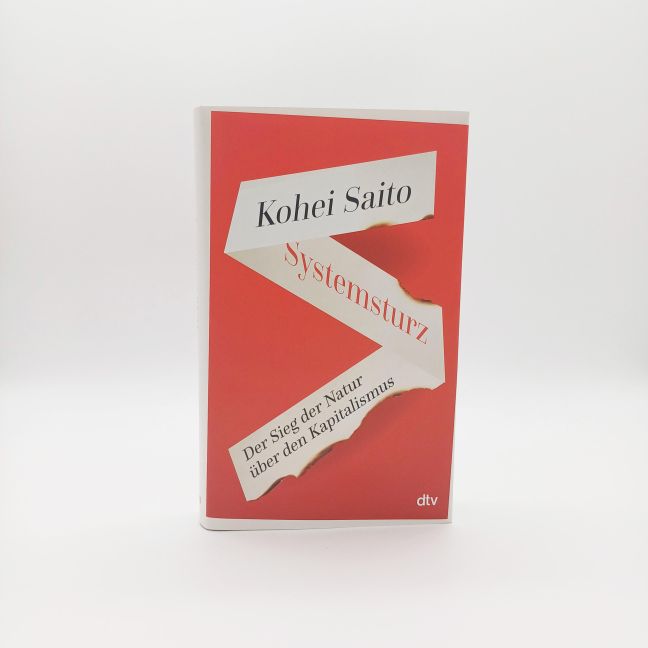 Kohei Saito
Systemsturz
Der Sieg der Natur
über den Kapitalismus
dtv